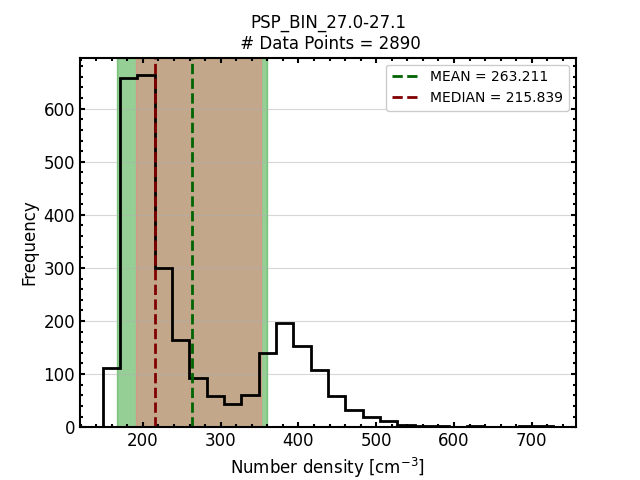 PSP_BIN_27.0-27.1
# Data Points = 2890
MEAN = 263.211
MEDIAN = 215.839
600
500
400
300
200
100
0
Frequency
200 300 400 500 600 700
Number density [cm⁻³]